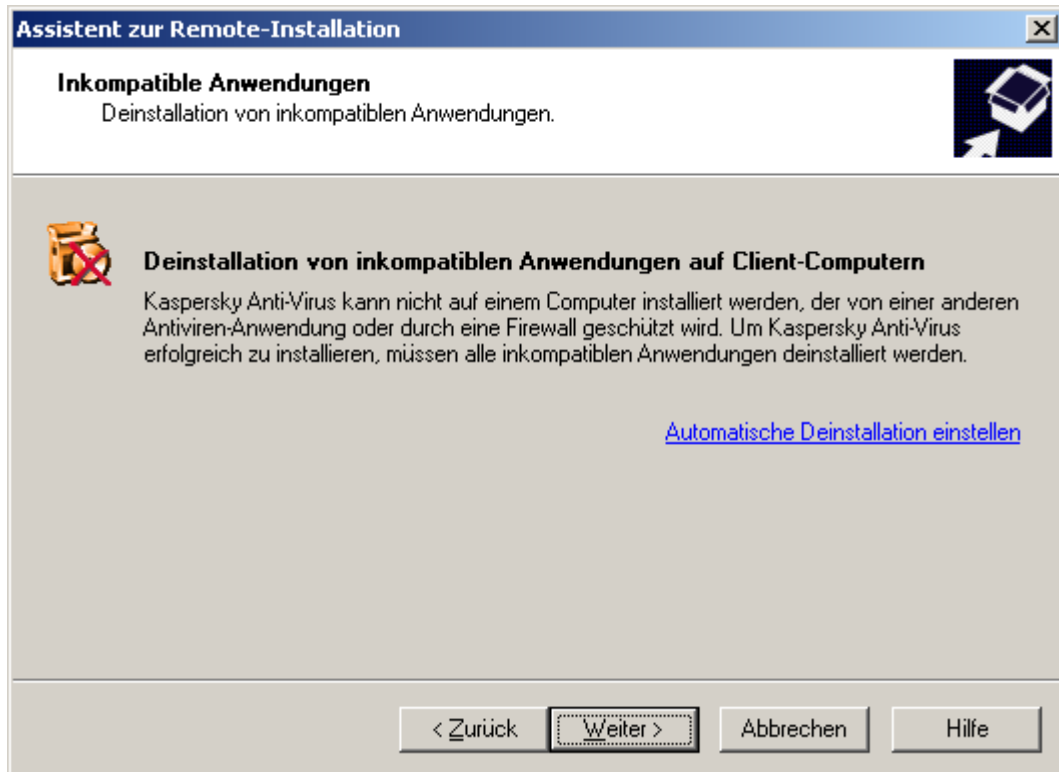 Assistent zur Remote-Installation
Inkompatible Anwendungen
Deinstallation von inkompatiblen Anwendungen.
Deinstallation von inkompatiblen Anwendungen auf Client-Computern
Kaspersky Anti-Virus kann nicht auf einem Computer installiert werden, der von einer anderen
Antiviren-Anwendung oder durch eine Firewall geschützt wird. Um Kaspersky Anti-Virus
erfolgreich zu installieren, müssen alle inkompatiblen Anwendungen deinstalliert werden.
Automatische Deinstallation einstellen
< Zurück Weiter > Abbrechen Hilfe